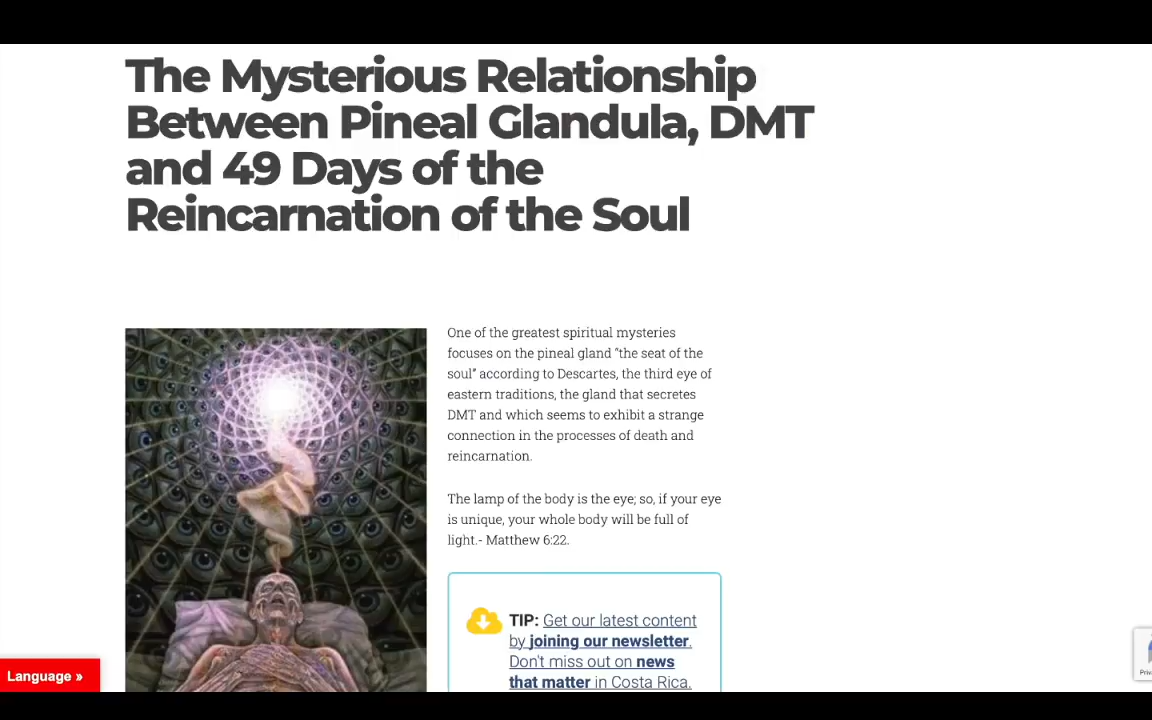 The Mysterious Relationship
Between Pineal Glandula, DMT
and 49 Days of the
Reincarnation of the Soul
One of the greatest spiritual mysteries
focuses on the pineal gland “the seat of the
soul” according to Descartes, the third eye of
eastern traditions, the gland that secretes
DMT and which seems to exhibit a strange
connection in the processes of death and
reincarnation.
The lamp of the body is the eye; so, if your eye
is unique, your whole body will be full of
light.- Matthew 6:22.
TIP: Get our latest content
by joining our newsletter.
Don't miss out on news
that matter in Costa Rica.
Language »